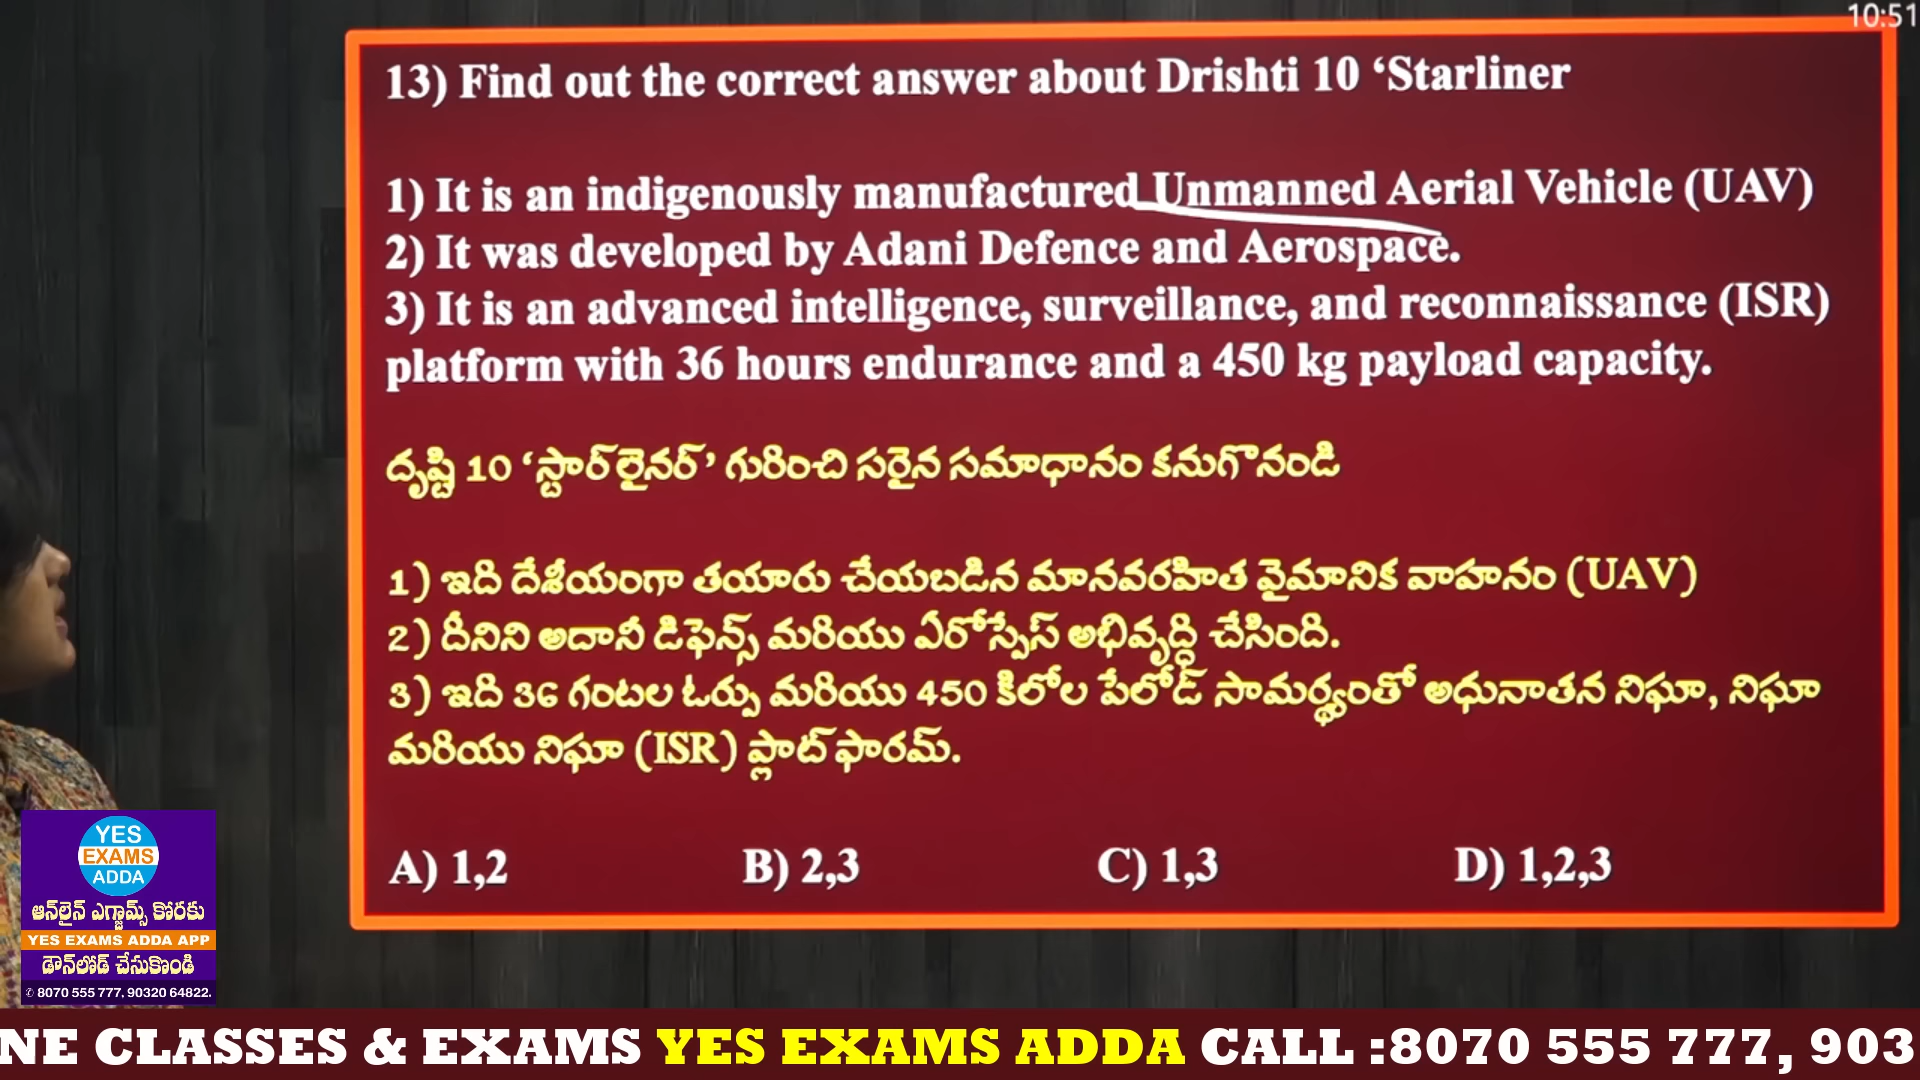 10:51
13) Find out the correct answer about Drishti 10 ‘Starliner
1) It is an indigenously manufactured Unmanned Aerial Vehicle (UAV)
2) It was developed by Adani Defence and Aerospace.
3) It is an advanced intelligence, surveillance, and reconnaissance (ISR)
platform with 36 hours endurance and a 450 kg payload capacity.
దృష్టి 10 ‘స్టార్‌లైనర్’ గురించి సరైన సమాధానం కనుగొనండి
1) ఇది దేశీయంగా తయారు చేయబడిన మానవరహిత వైమానిక వాహనం (UAV)
2) దీనిని అదానీ డిఫెన్స్ మరియు ఏరోస్పేస్ అభివృద్ధి చేసింది.
3) ఇది 36 గంటల ఓర్పు మరియు 450 కిలోల పేలోడ్ సామర్థ్యంతో అధునాతన నిఘా, నిఘా
మరియు నిఘా (ISR) ప్లాట్‌ఫారమ్.
A) 1,2 B) 2,3 C) 1,3 D) 1,2,3
YES
EXAMS
ADDA
ఆన్‌లైన్ ఎగ్జామ్స్ కొరకు
YES EXAMS ADDA APP
డౌన్‌లోడ్ చేసుకొండి
✆ 8070 555 777, 90320 64822.
NE CLASSES & EXAMS YES EXAMS ADDA CALL :8070 555 777, 903